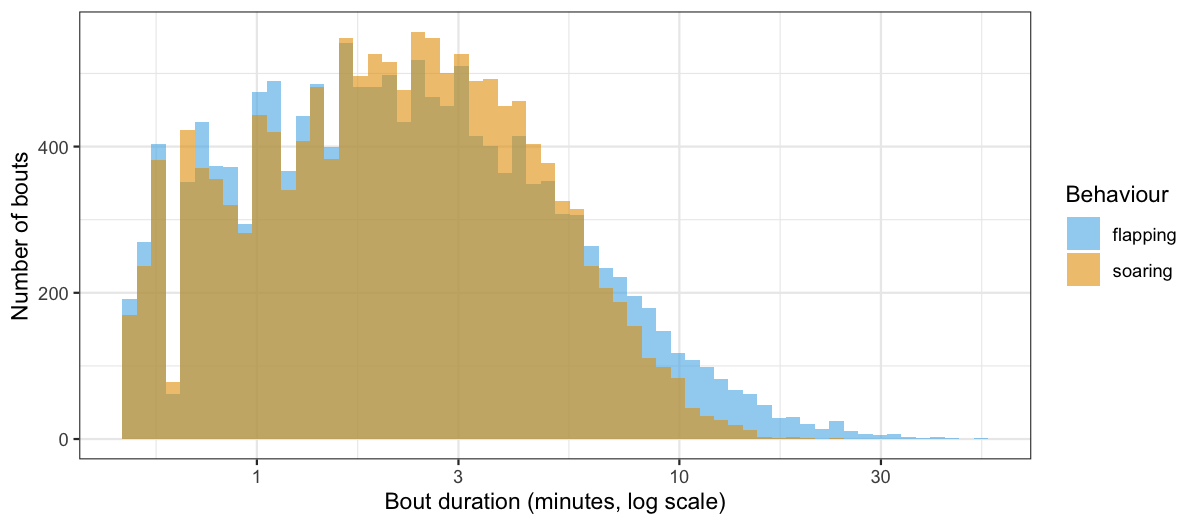 Number of bouts
400
200
0
1 3 10 30
Bout duration (minutes, log scale)
Behaviour
flapping
soaring